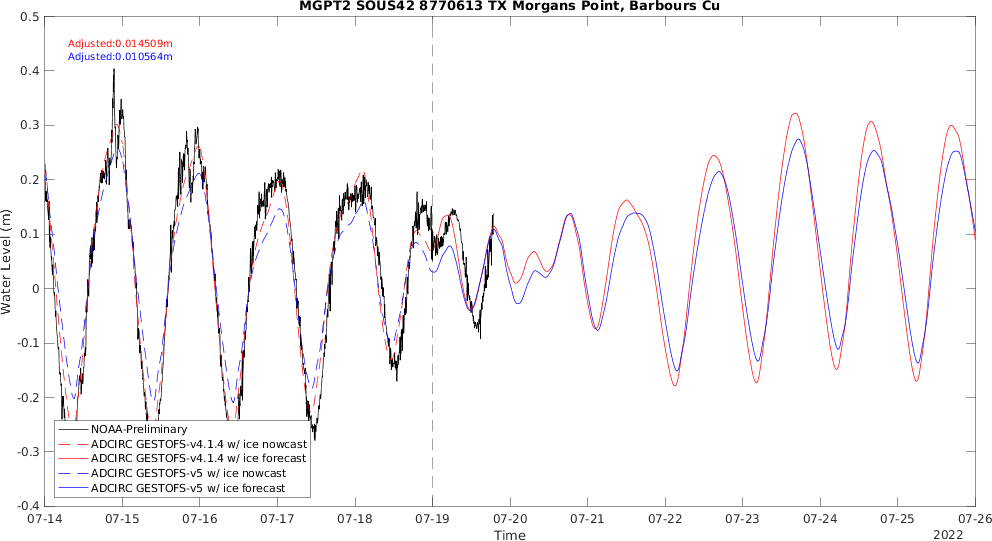 MGPT2 SOUS42 8770613 TX Morgans Point, Barbours Cu
Adjusted:0.014509m
Adjusted:0.010564m
Water Level (m)
0.5
0.4
0.3
0.2
0.1
0
-0.1
-0.2
-0.3
-0.4
NOAA-Preliminary
ADCIRC GESTOFS-v4.1.4 w/ ice nowcast
ADCIRC GESTOFS-v4.1.4 w/ ice forecast
ADCIRC GESTOFS-v5 w/ ice nowcast
ADCIRC GESTOFS-v5 w/ ice forecast
07-14 07-15 07-16 07-17 07-18 07-19 07-20 07-21 07-22 07-23 07-24 07-25 07-26
Time
2022